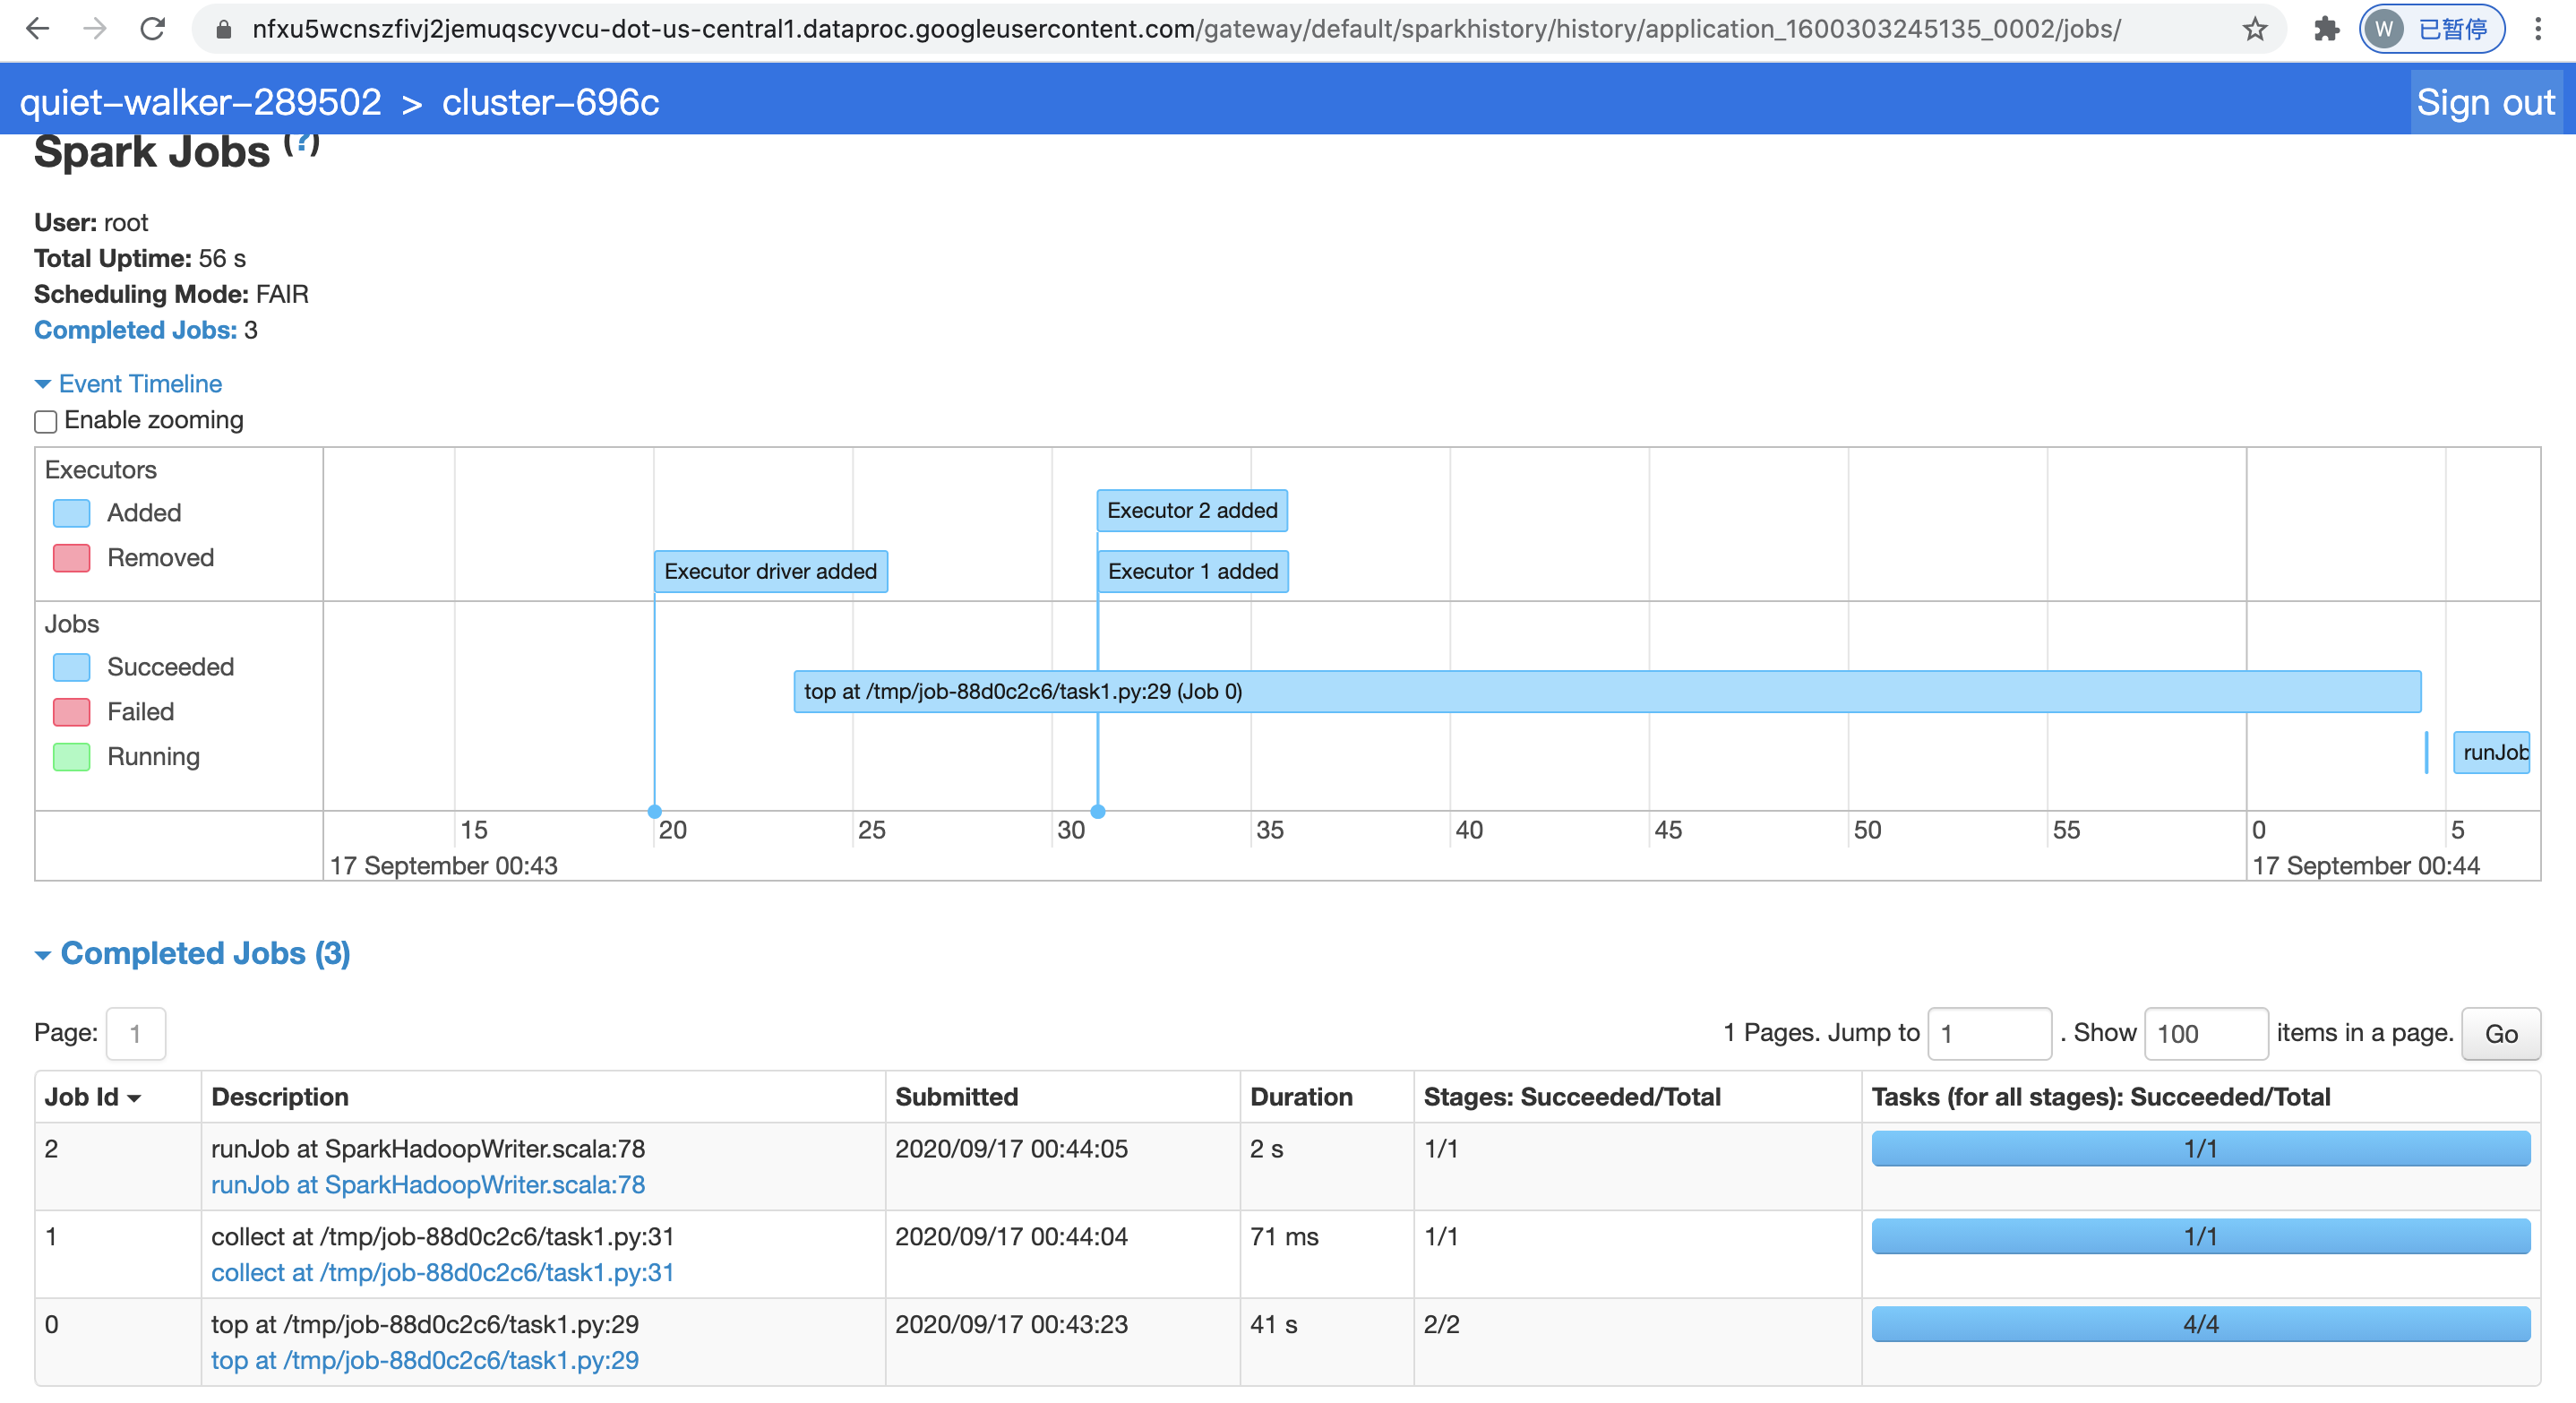 nfxu5wcnszfivj2jemuqscyvcu-dot-us-central1.dataproc.googleusercontent.com/gateway/default/sparkhistory/history/application_1600303245135_0002/jobs/
W 已暂停
quiet-walker-289502 > cluster-696c
Sign out
Spark Jobs (?)
User: root
Total Uptime: 56 s
Scheduling Mode: FAIR
Completed Jobs: 3
Event Timeline
Enable zooming
Executors
Added
Removed
Executor 2 added
Executor driver added
Executor 1 added
Jobs
Succeeded
Failed
Running
top at /tmp/job-88d0c2c6/task1.py:29 (Job 0)
runJob
15 20 25 30 35 40 45 50 55 0 5
17 September 00:43
17 September 00:44
Completed Jobs (3)
Page: 1
1 Pages. Jump to 1 . Show 100 items in a page. Go
Job Id Description Submitted Duration Stages: Succeeded/Total Tasks (for all stages): Succeeded/Total
2 runJob at SparkHadoopWriter.scala:78 2020/09/17 00:44:05 2 s 1/1 1/1
runJob at SparkHadoopWriter.scala:78
1 collect at /tmp/job-88d0c2c6/task1.py:31 2020/09/17 00:44:04 71 ms 1/1 1/1
collect at /tmp/job-88d0c2c6/task1.py:31
0 top at /tmp/job-88d0c2c6/task1.py:29 2020/09/17 00:43:23 41 s 2/2 4/4
top at /tmp/job-88d0c2c6/task1.py:29